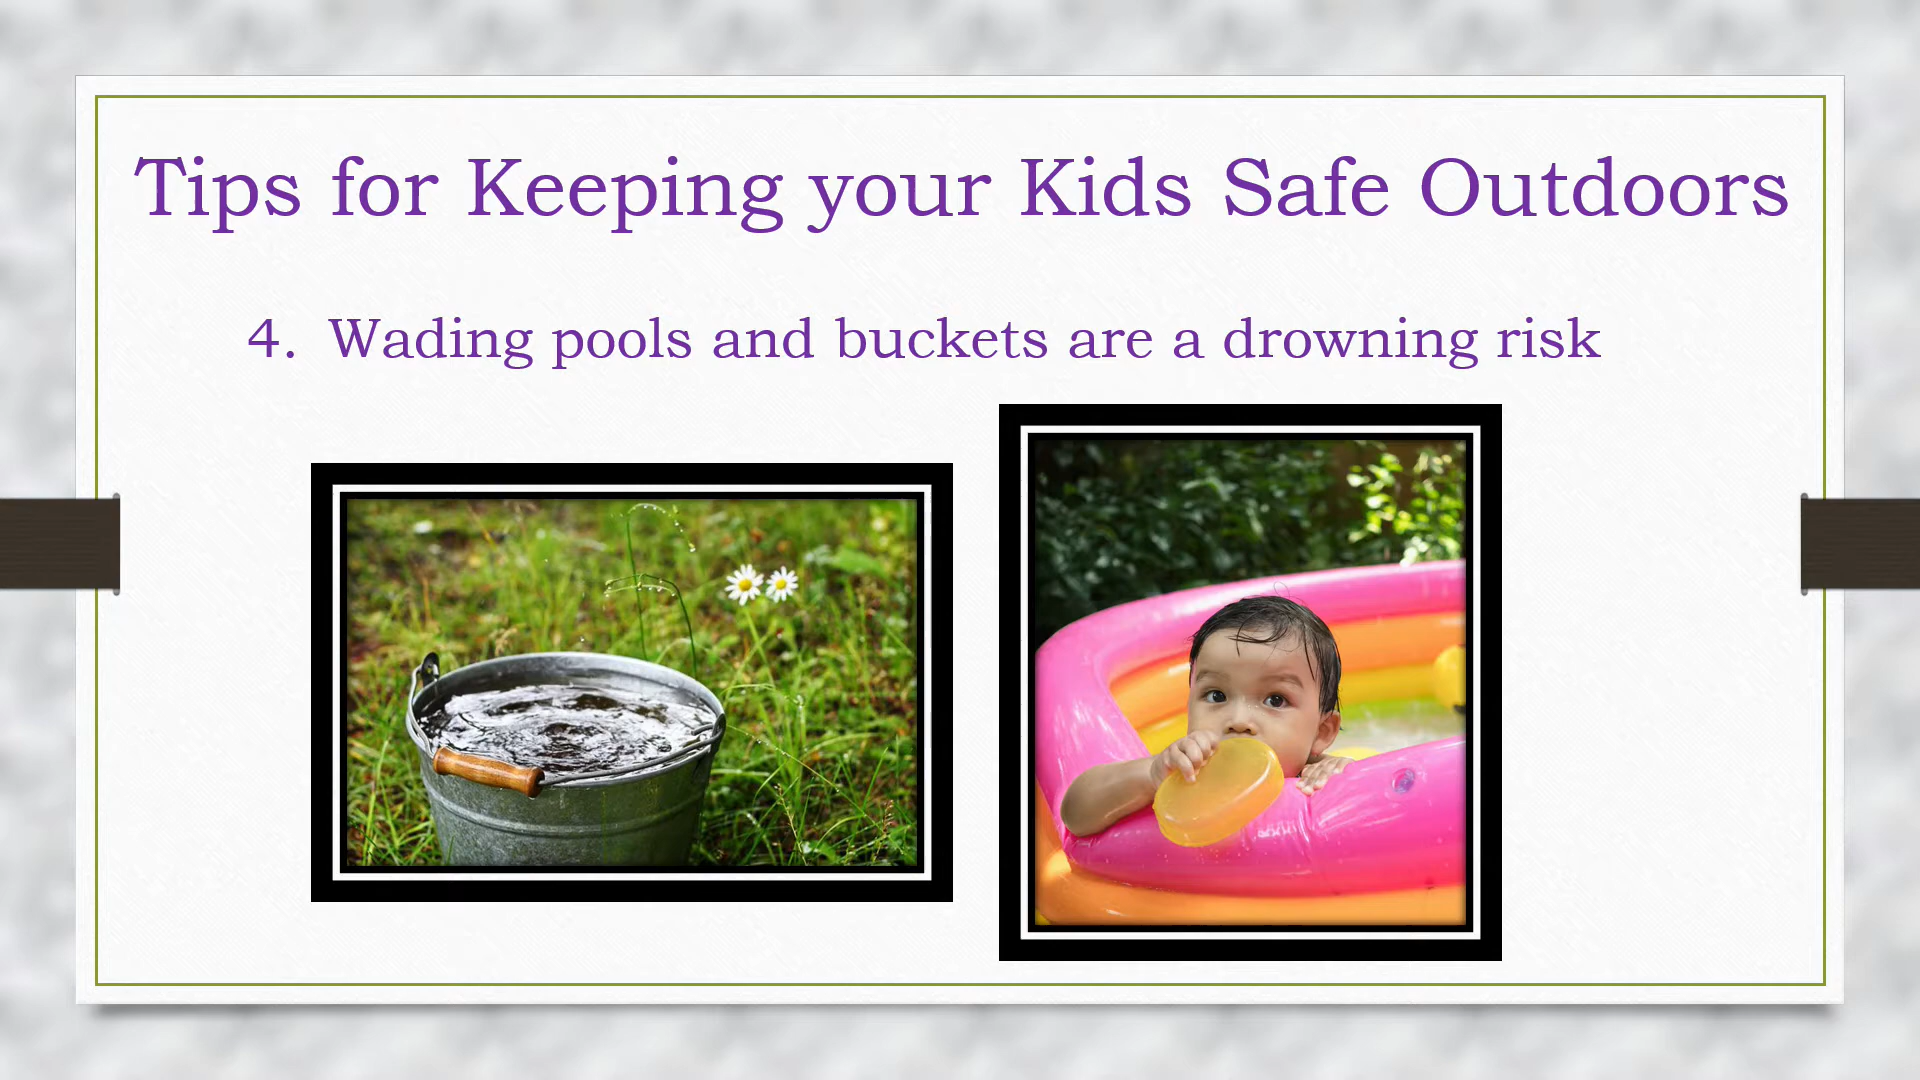 Tips for Keeping your Kids Safe Outdoors
4. Wading pools and buckets are a drowning risk